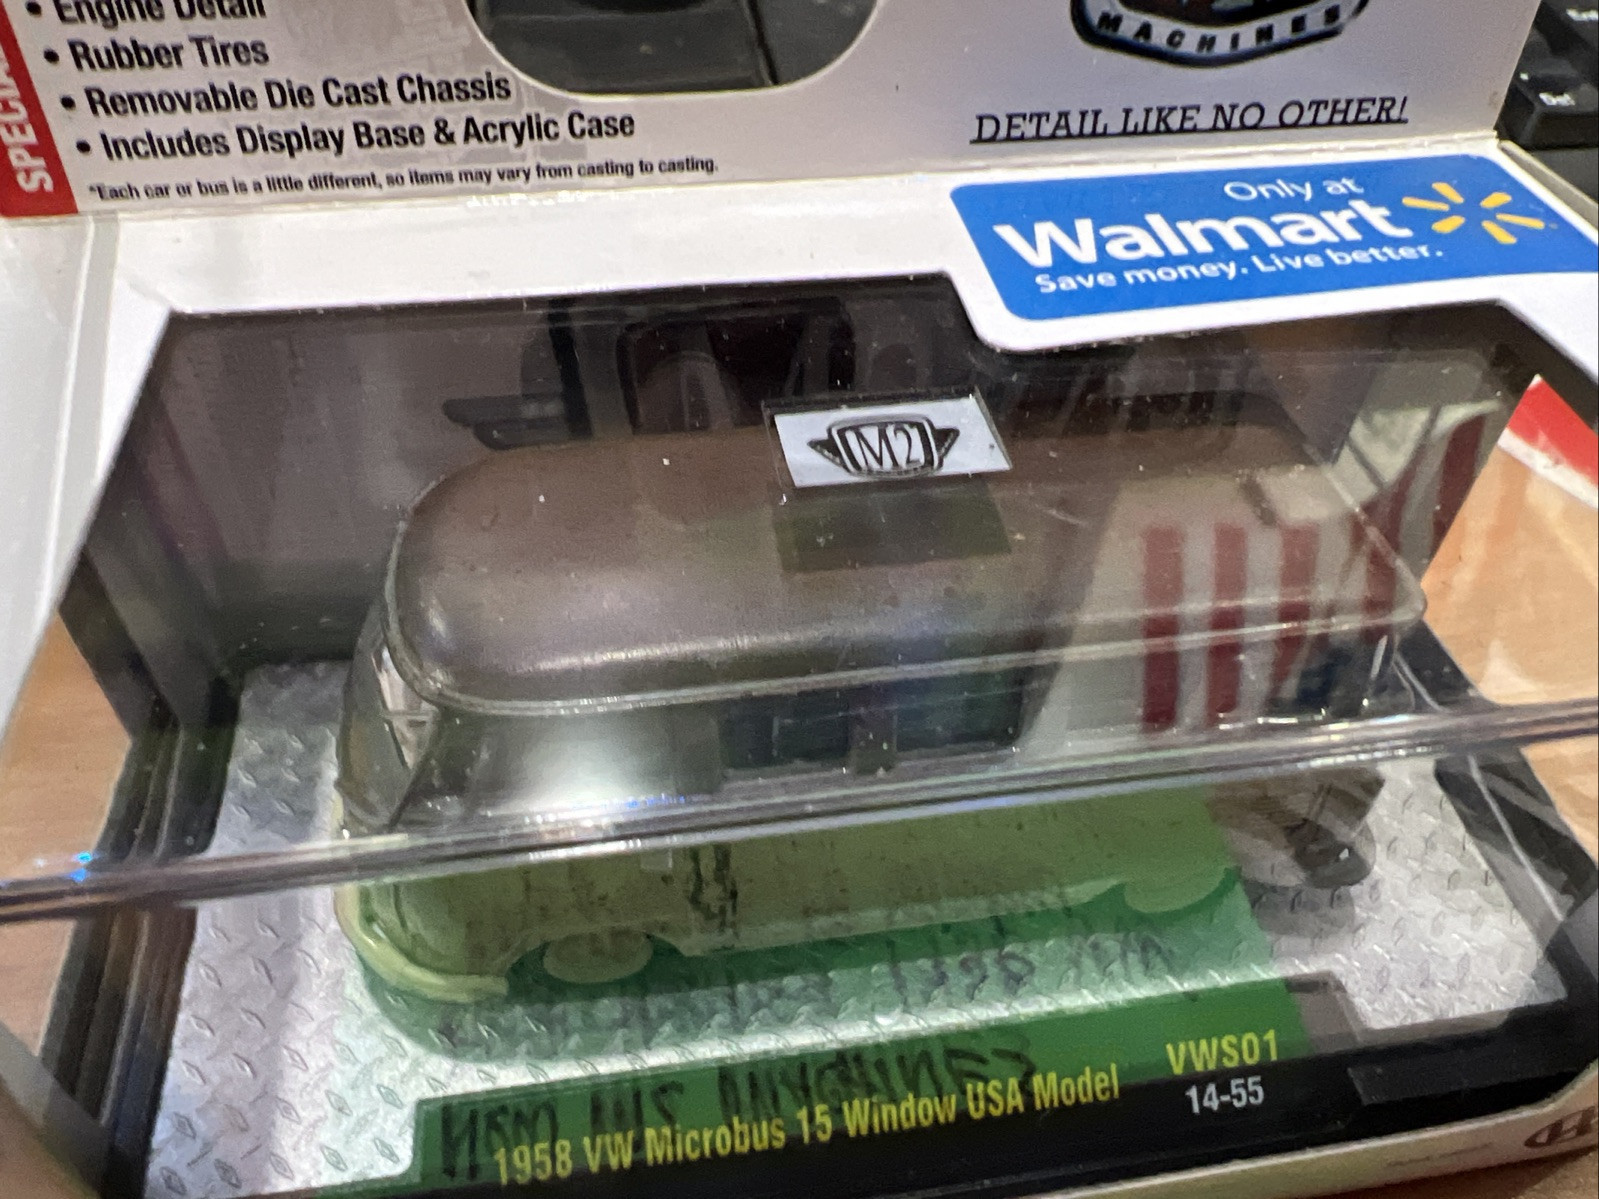 SPECIAL
• Engine Detail
• Rubber Tires
• Removable Die Cast Chassis
• Includes Display Base & Acrylic Case
*Each car or bus is a little different, so items may vary from casting to casting.
MACHINES
DETAIL LIKE NO OTHER!
Only at
Walmart
Save money. Live better.
M2
1958 VW Microbus 15 Window USA Model
VWS01
14-55
Del